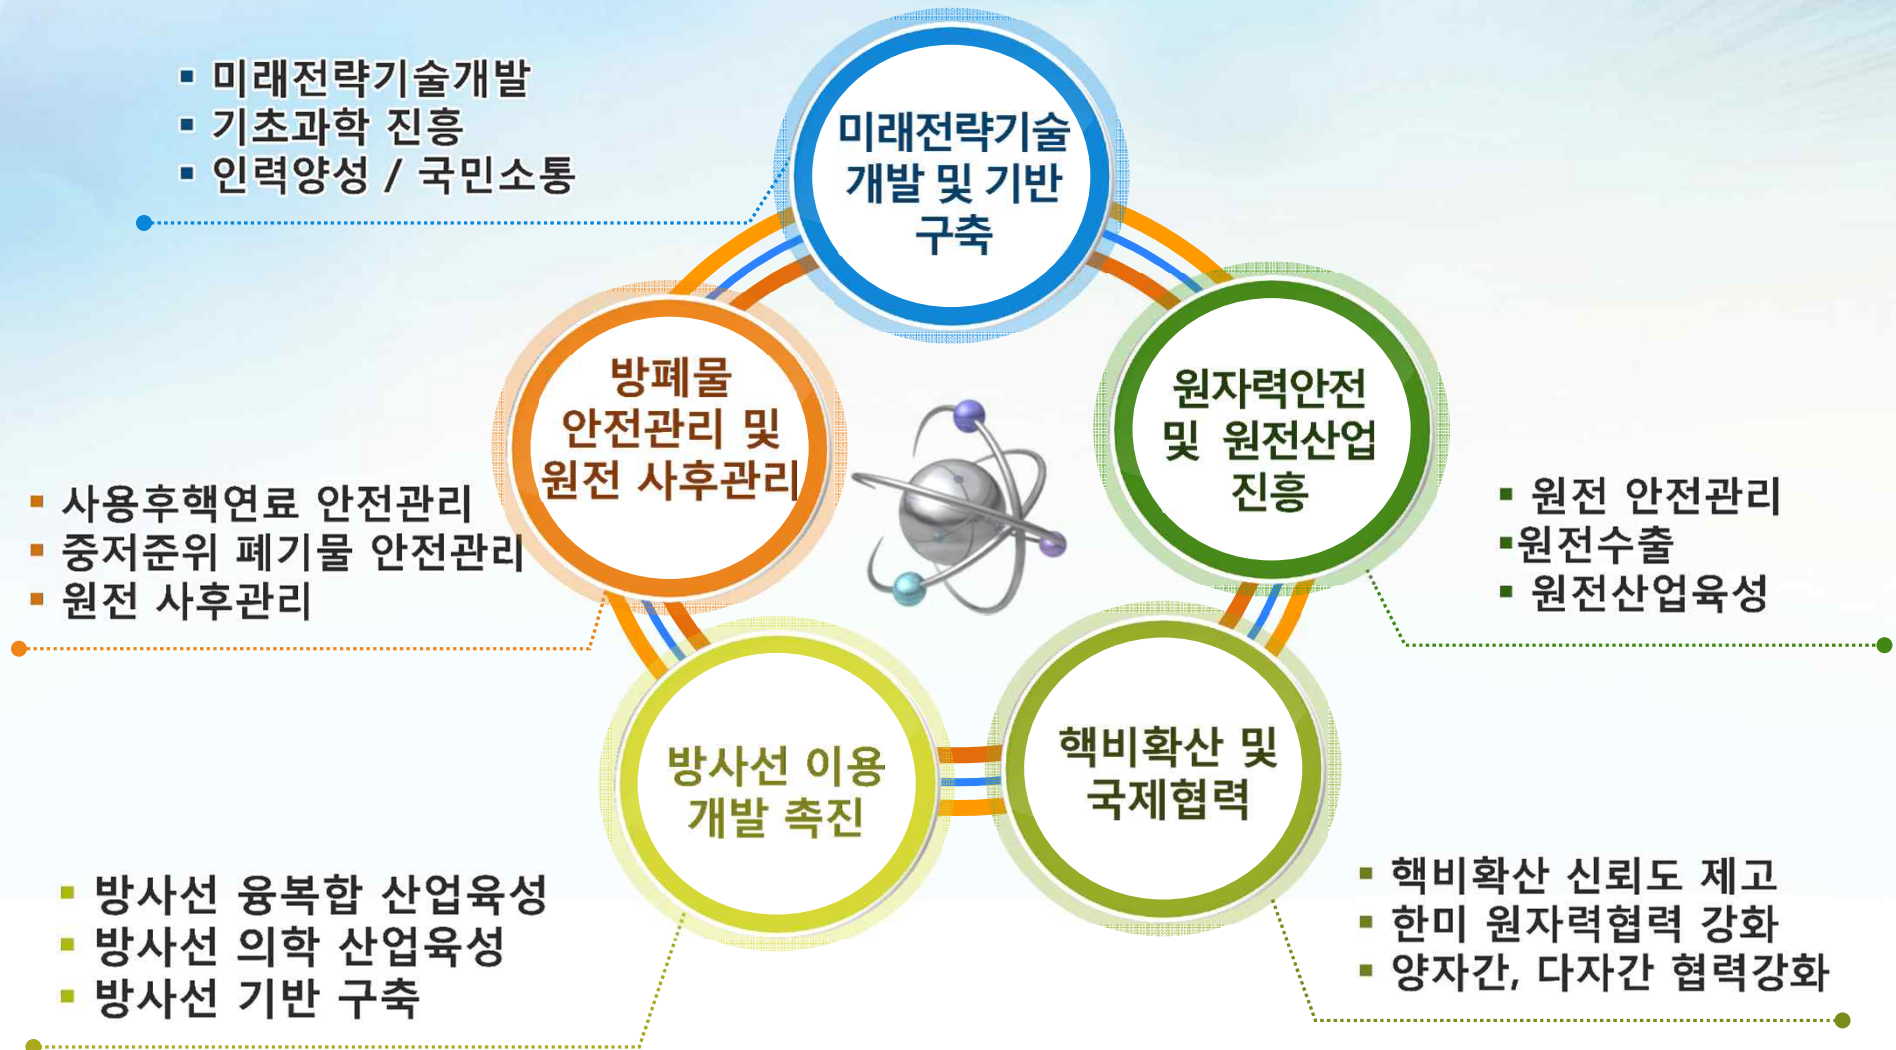 ▪ 미래전략기술개발
▪ 기초과학 진흥
▪ 인력양성 / 국민소통
미래전략기술
개발 및 기반
구축
방폐물
안전관리 및
원전 사후관리
원자력안전
및 원전산업
진흥
▪ 사용후핵연료 안전관리
▪ 중저준위 폐기물 안전관리
▪ 원전 사후관리
▪ 원전 안전관리
▪원전수출
▪ 원전산업육성
방사선 이용
개발 촉진
핵비확산 및
국제협력
▪ 방사선 융복합 산업육성
▪ 방사선 의학 산업육성
▪ 방사선 기반 구축
▪ 핵비확산 신뢰도 제고
▪ 한미 원자력협력 강화
▪ 양자간, 다자간 협력강화